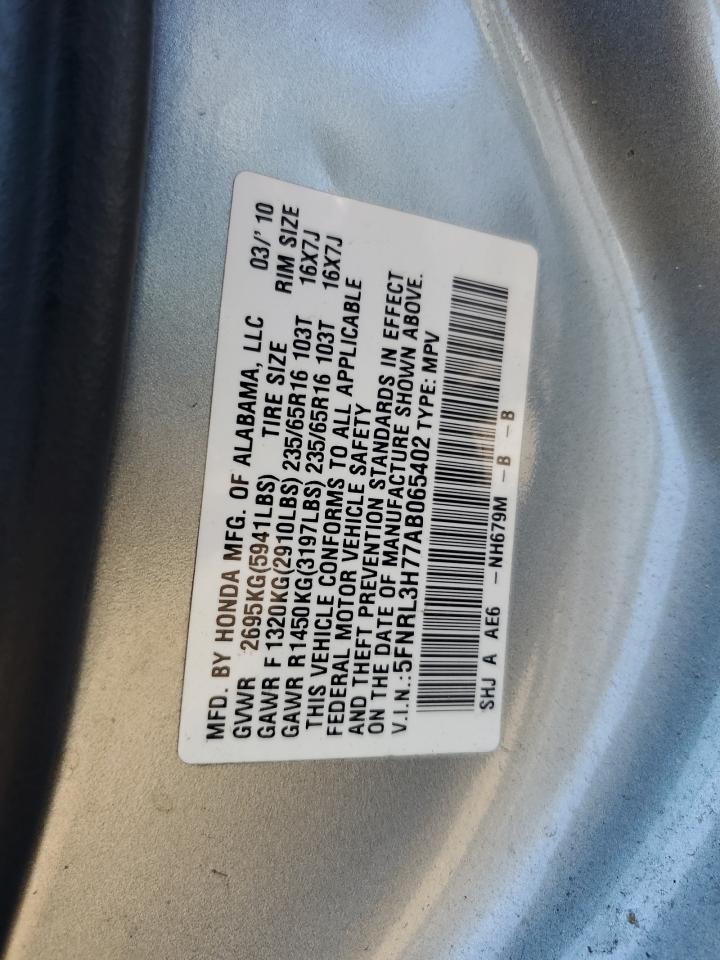 MFD. BY HONDA MFG. OF ALABAMA, LLC 03/' 10
GVWR 2695KG(5941LBS) TIRE SIZE RIM SIZE
GAWR F 1320KG(2910LBS) 235/65R16 103T 16X7J
GAWR R1450KG(3197LBS) 235/65R16 103T 16X7J
THIS VEHICLE CONFORMS TO ALL APPLICABLE
FEDERAL MOTOR VEHICLE SAFETY
AND THEFT PREVENTION STANDARDS IN EFFECT
ON THE DATE OF MANUFACTURE SHOWN ABOVE.
V.I.N.:5FNRL3H77AB065402 TYPE: MPV
SHJ A AE6 -NH679M -B -B